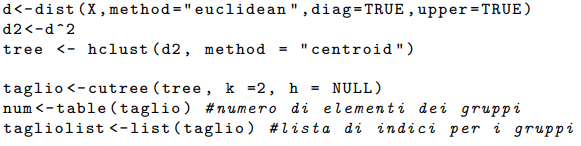 d<-dist(X,method="euclidean",diag=TRUE,upper=TRUE)
d2<-d^2
tree <- hclust(d2, method = "centroid")
taglio<-cutree(tree, k =2, h = NULL)
num<-table(taglio) #numero di elementi dei gruppi
tagliolist<-list(taglio) #lista di indici per i gruppi